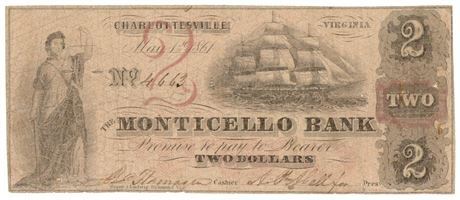 CHARLOTTESVILLE, VIRGINIA
May 1st 1861
2
No 4663
2
TWO
THE MONTICELLO BANK
Promise to pay to Bearer
TWO DOLLARS
2
Cashier Pres